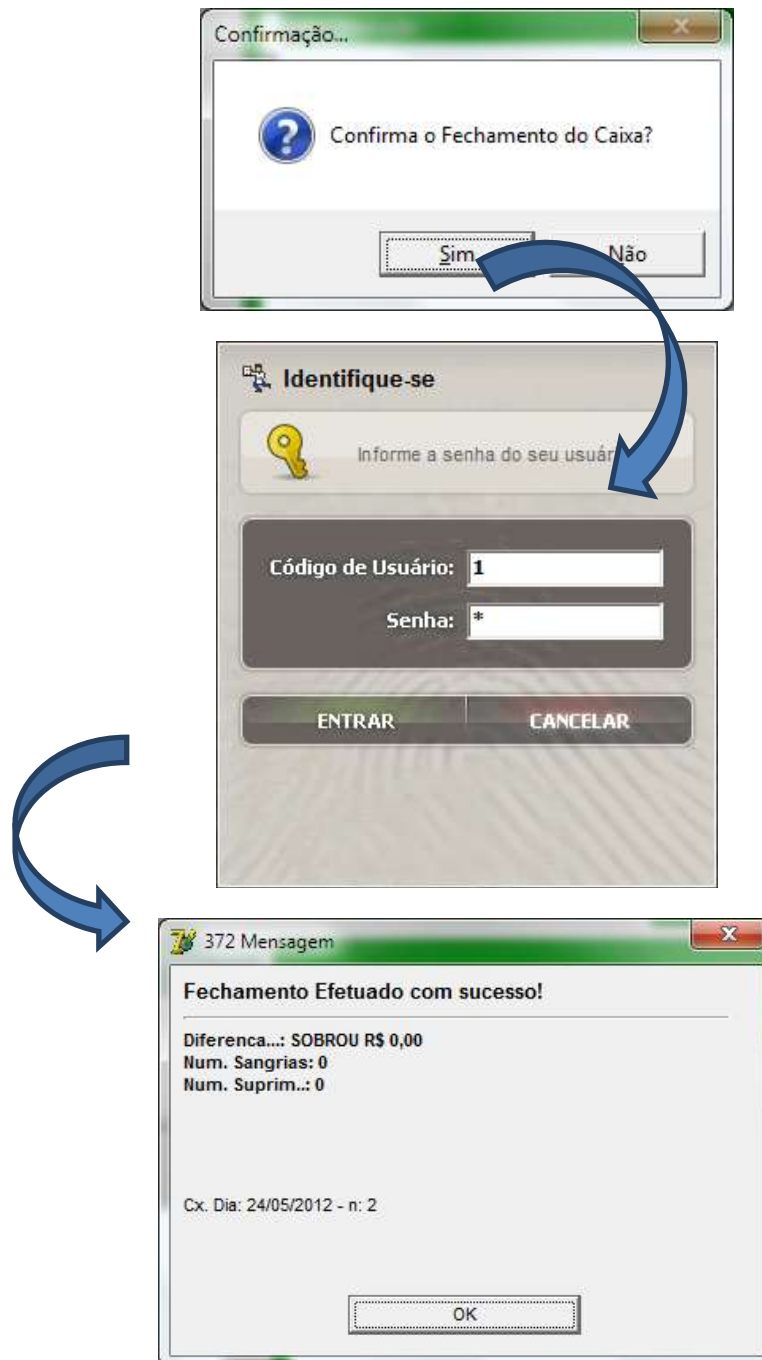 Confirmação...
Confirma o Fechamento do Caixa?
Sim
Não
Identifique-se
Informe a senha do seu
Código de Usuário: 1
Senha: *
ENTRAR CANCELAR
372 Mensagem
Fechamento Efetuado com sucesso!
Diferenca...: SOBROU R$ 0,00
Num. Sangrias: 0
Num. Suprim..: 0
Cx. Dia: 24/05/2012 - n: 2
OK